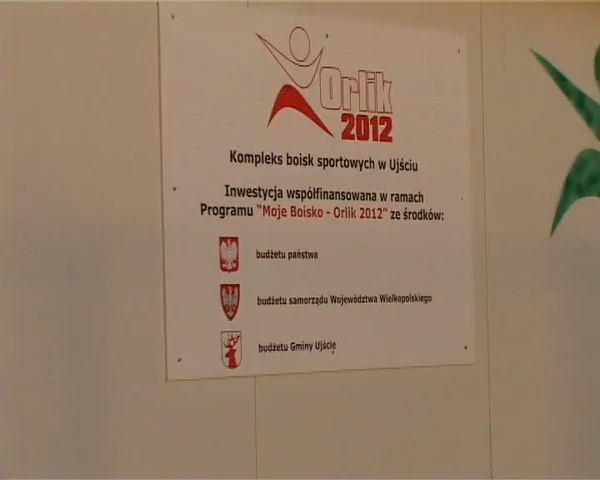 Orlik
2012
Kompleks boisk sportowych w Ujściu
Inwestycja współfinansowana w ramach
Programu "Moje Boisko - Orlik 2012" ze środków:
budżetu państwa
budżetu samorządu Województwa Wielkopolskiego
budżetu Gminy Ujście